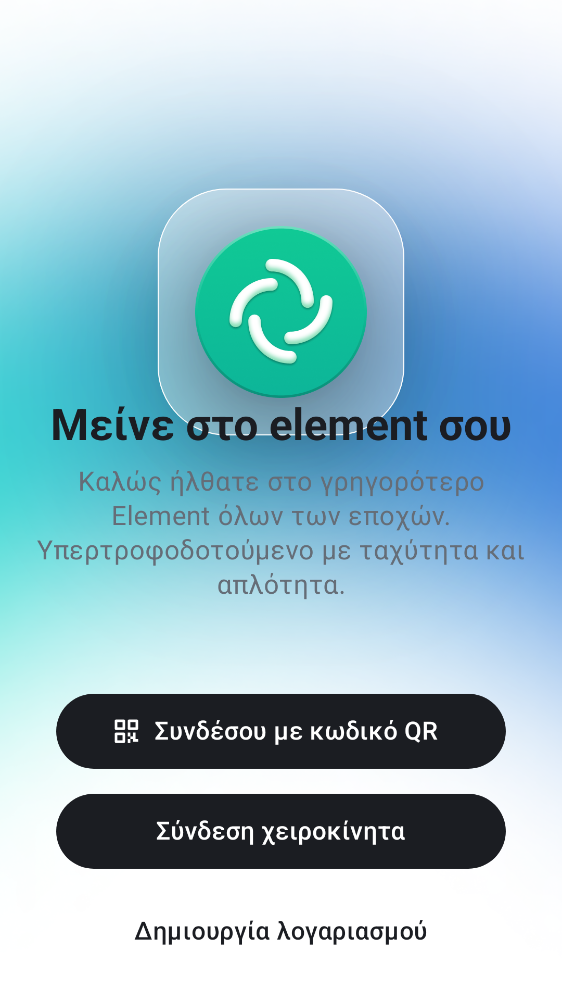 Μείνε στο element σου
Καλώς ήλθατε στο γρηγορότερο
Element όλων των εποχών.
Υπερτροφοδοτούμενο με ταχύτητα και
απλότητα.
Συνδέσου με κωδικό QR
Σύνδεση χειροκίνητα
Δημιουργία λογαριασμού